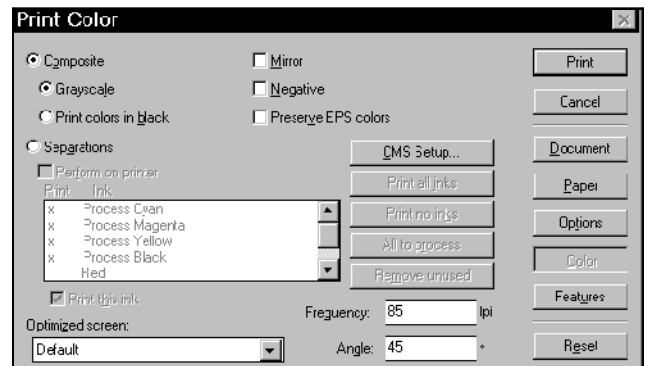 Print Color
Composite
Mirror
Print
Grayscale
Negative
Cancel
Print colors in black
Preserve EPS colors
Separations
CMS Setup...
Document
Perform on printer
Print Ink
Print all inks
Paper
x Process Cyan
Print no inks
x Process Magenta
Options
x Process Yellow
All to process
x Process Black
Color
Red
Remove unused
Print this ink
Features
Frequency: 85 lpi
Optimized screen:
Default
Angle: 45 °
Reset